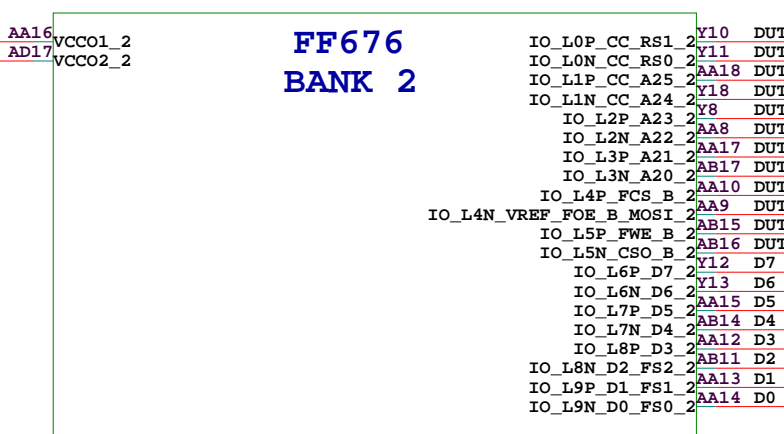 AA16 VCCO1_2
AD17 VCCO2_2
FF676
BANK 2
IO_L0P_CC_RS1_2 Y10 DUT
IO_L0N_CC_RS0_2 Y11 DUT
IO_L1P_CC_A25_2 AA18 DUT
IO_L1N_CC_A24_2 Y18 DUT
IO_L2P_A23_2 Y8 DUT
IO_L2N_A22_2 AA8 DUT
IO_L3P_A21_2 AA17 DUT
IO_L3N_A20_2 AB17 DUT
IO_L4P_FCS_B_2 AA10 DUT
IO_L4N_VREF_FOE_B_MOSI_2 AA9 DUT
IO_L5P_FWE_B_2 AB15 DUT
IO_L5N_CSO_B_2 AB16 DUT
IO_L6P_D7_2 Y12 D7
IO_L6N_D6_2 Y13 D6
IO_L7P_D5_2 AA15 D5
IO_L7N_D4_2 AB14 D4
IO_L8P_D3_2 AA12 D3
IO_L8N_D2_FS2_2 AB11 D2
IO_L9P_D1_FS1_2 AA13 D1
IO_L9N_D0_FS0_2 AA14 D0